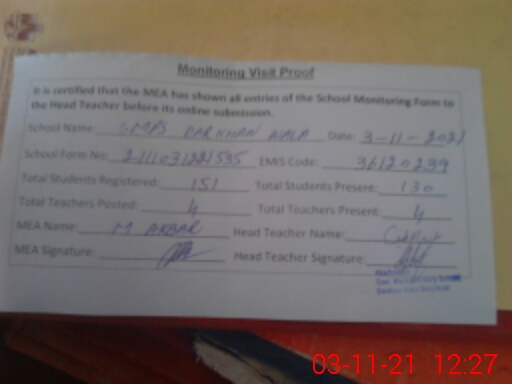 Monitoring Visit Proof
It is certified that the MEA has shown all entries of the School Monitoring Form to
the Head Teacher before its online submission.
School Name: GMPS DARKHAN WALA Date: 3-11-2021
School Form No: EMIS Code: 36120239
Total Students Registered: 151 Total Students Present: 130
Total Teachers Posted: 4 Total Teachers Present: 4
MEA Name: M AKBAR Head Teacher Name:
MEA Signature: Head Teacher Signature:
03-11-21 12:27